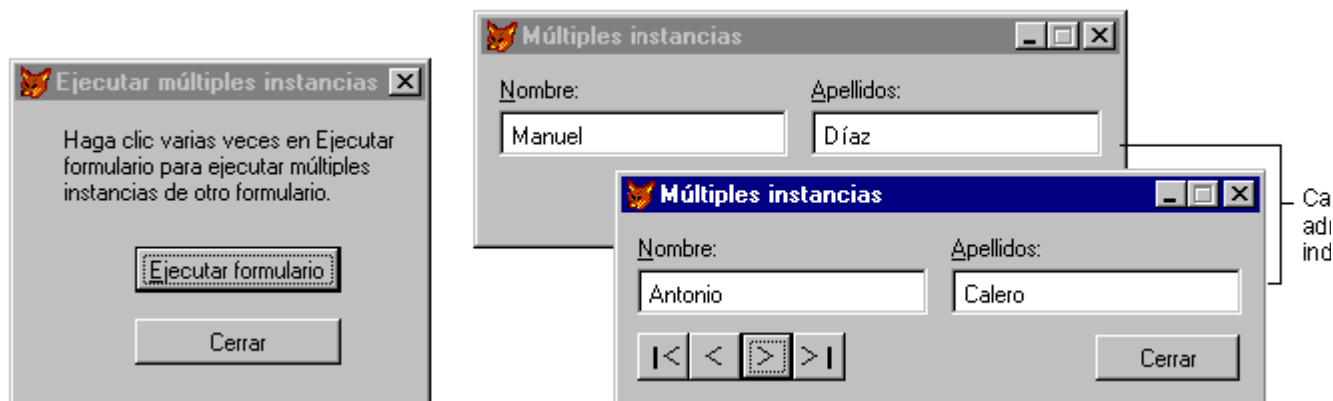 Ejecutar múltiples instancias
Haga clic varias veces en Ejecutar
formulario para ejecutar múltiples
instancias de otro formulario.
Ejecutar formulario
Cerrar
Múltiples instancias
Nombre:
Apellidos:
Manuel
Díaz
Múltiples instancias
Nombre:
Apellidos:
Antonio
Calero
|< < > >|
Cerrar